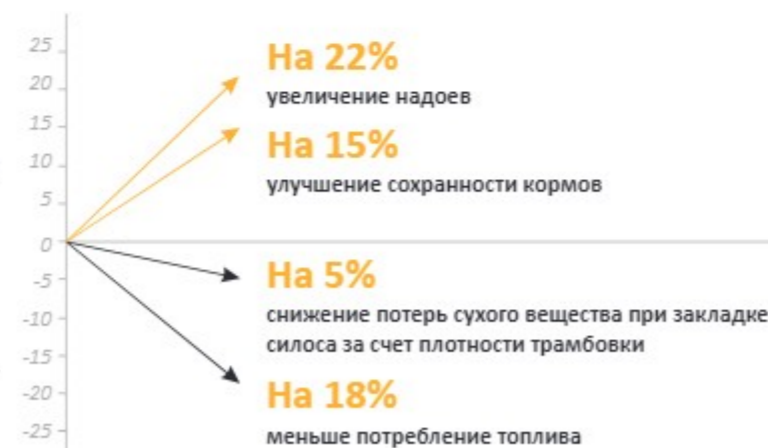 25
20
15
10
5
0
-5
-10
-15
-20
-25
На 22%
увеличение надоев
На 15%
улучшение сохранности кормов
На 5%
снижение потерь сухого вещества при закладке
силоса за счет плотности трамбовки
На 18%
меньше потребление топлива